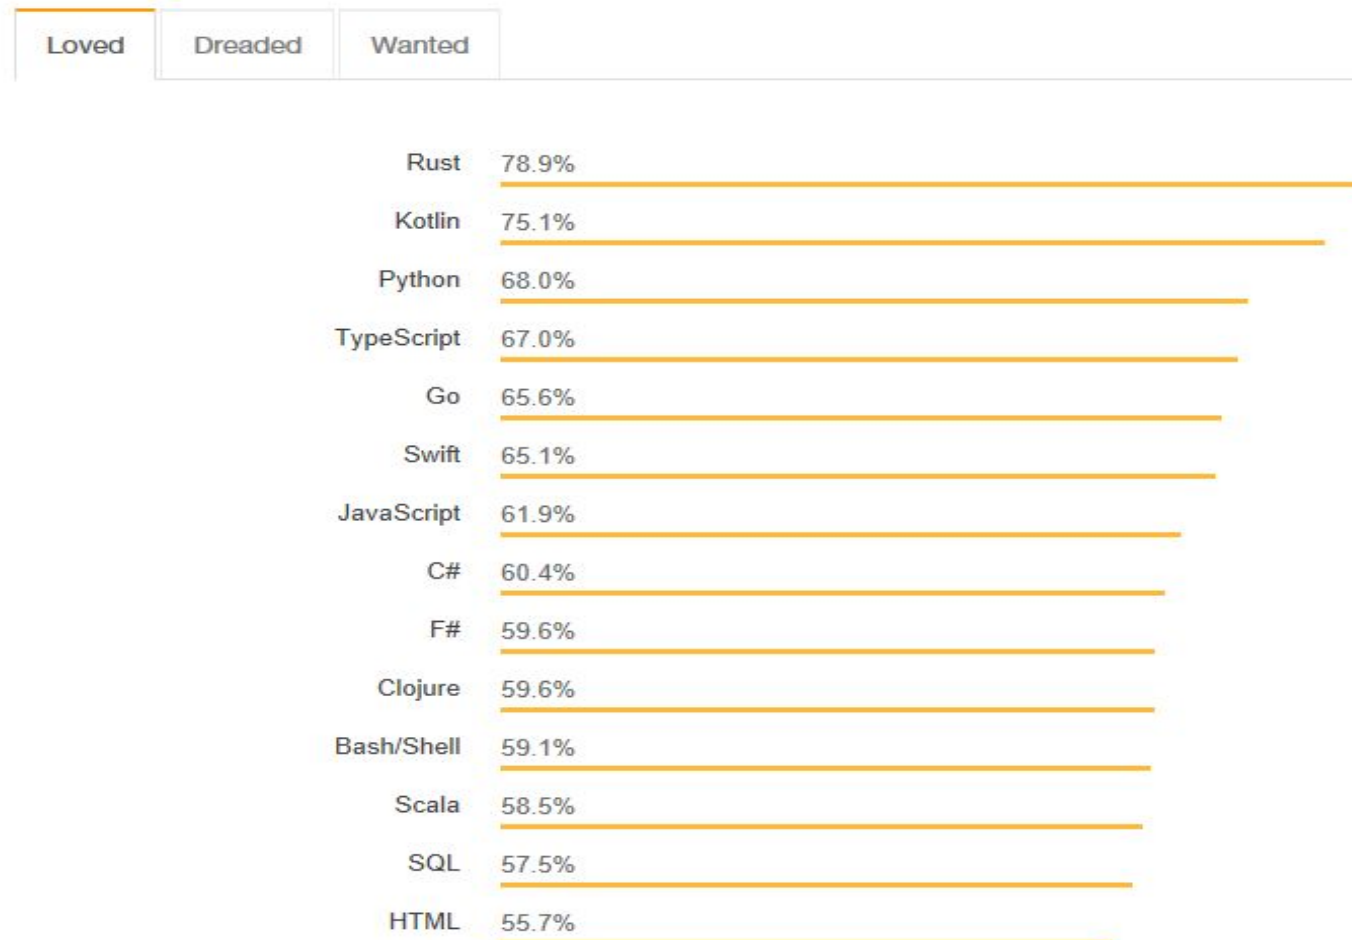 Loved Dreaded Wanted
Rust 78.9%
Kotlin 75.1%
Python 68.0%
TypeScript 67.0%
Go 65.6%
Swift 65.1%
JavaScript 61.9%
C# 60.4%
F# 59.6%
Clojure 59.6%
Bash/Shell 59.1%
Scala 58.5%
SQL 57.5%
HTML 55.7%